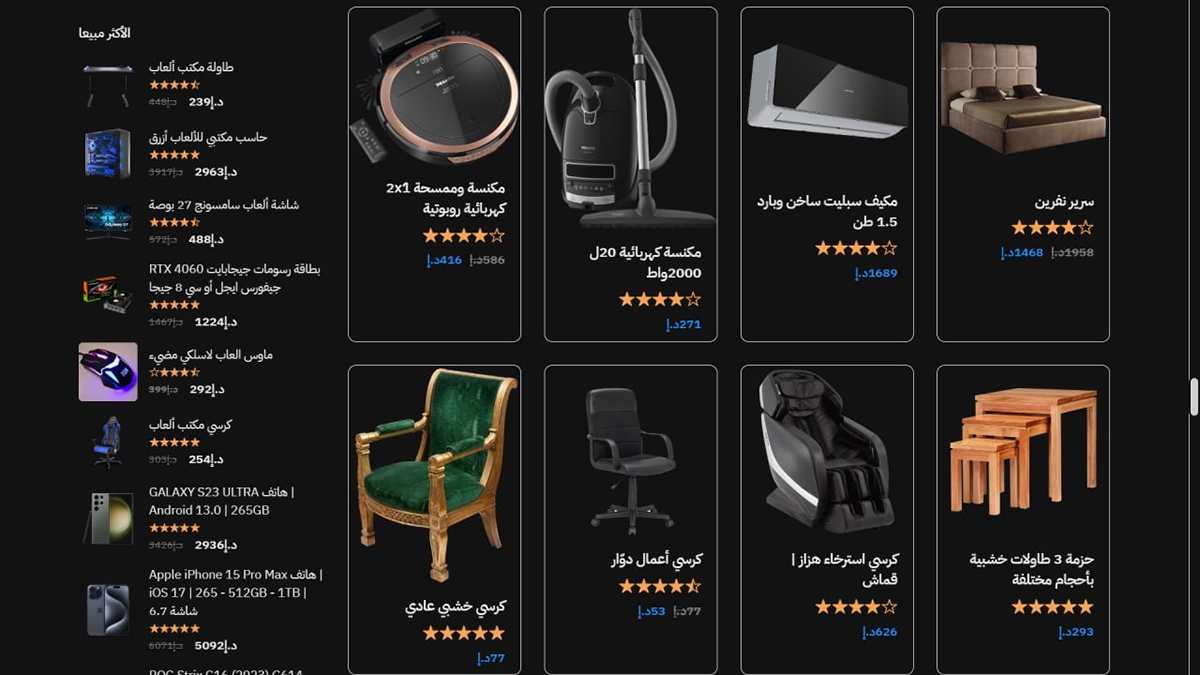 الأكثر مبيعا
طاولة مكتب ألعاب
239د.إ 448د.إ
حاسب مكتبي للألعاب أزرق
2963د.إ 3917د.إ
شاشة ألعاب سامسونج 27 بوصة
488د.إ 572د.إ
بطاقة رسومات جيجابايت RTX 4060
جيفورس ايجل أو سي 8 جيجا
1224د.إ 1467د.إ
ماوس العاب لاسلكي مضيء
292د.إ 399د.إ
كرسي مكتب ألعاب
254د.إ 303د.إ
هاتف GALAXY S23 ULTRA |
Android 13.0 | 265GB
2936د.إ 3426د.إ
هاتف Apple iPhone 15 Pro Max |
iOS 17 | 265 - 512GB - 1TB |
شاشة 6.7
5092د.إ 6071د.إ
ROG Strix G16 (2023) G614
سرير نفرين
1958د.إ 1468د.إ
مكيف سبليت ساخن وبارد
1.5 طن
1689د.إ
مكنسة كهربائية 20ل
2000واط
271د.إ
مكنسة وممسحة 2x1
كهربائية روبوتية
586د.إ 416د.إ
حزمة 3 طاولات خشبية
بأحجام مختلفة
293د.إ
كرسي استرخاء هزاز |
قماش
626د.إ
كرسي أعمال دوّار
77د.إ 53د.إ
كرسي خشبي عادي
77د.إ